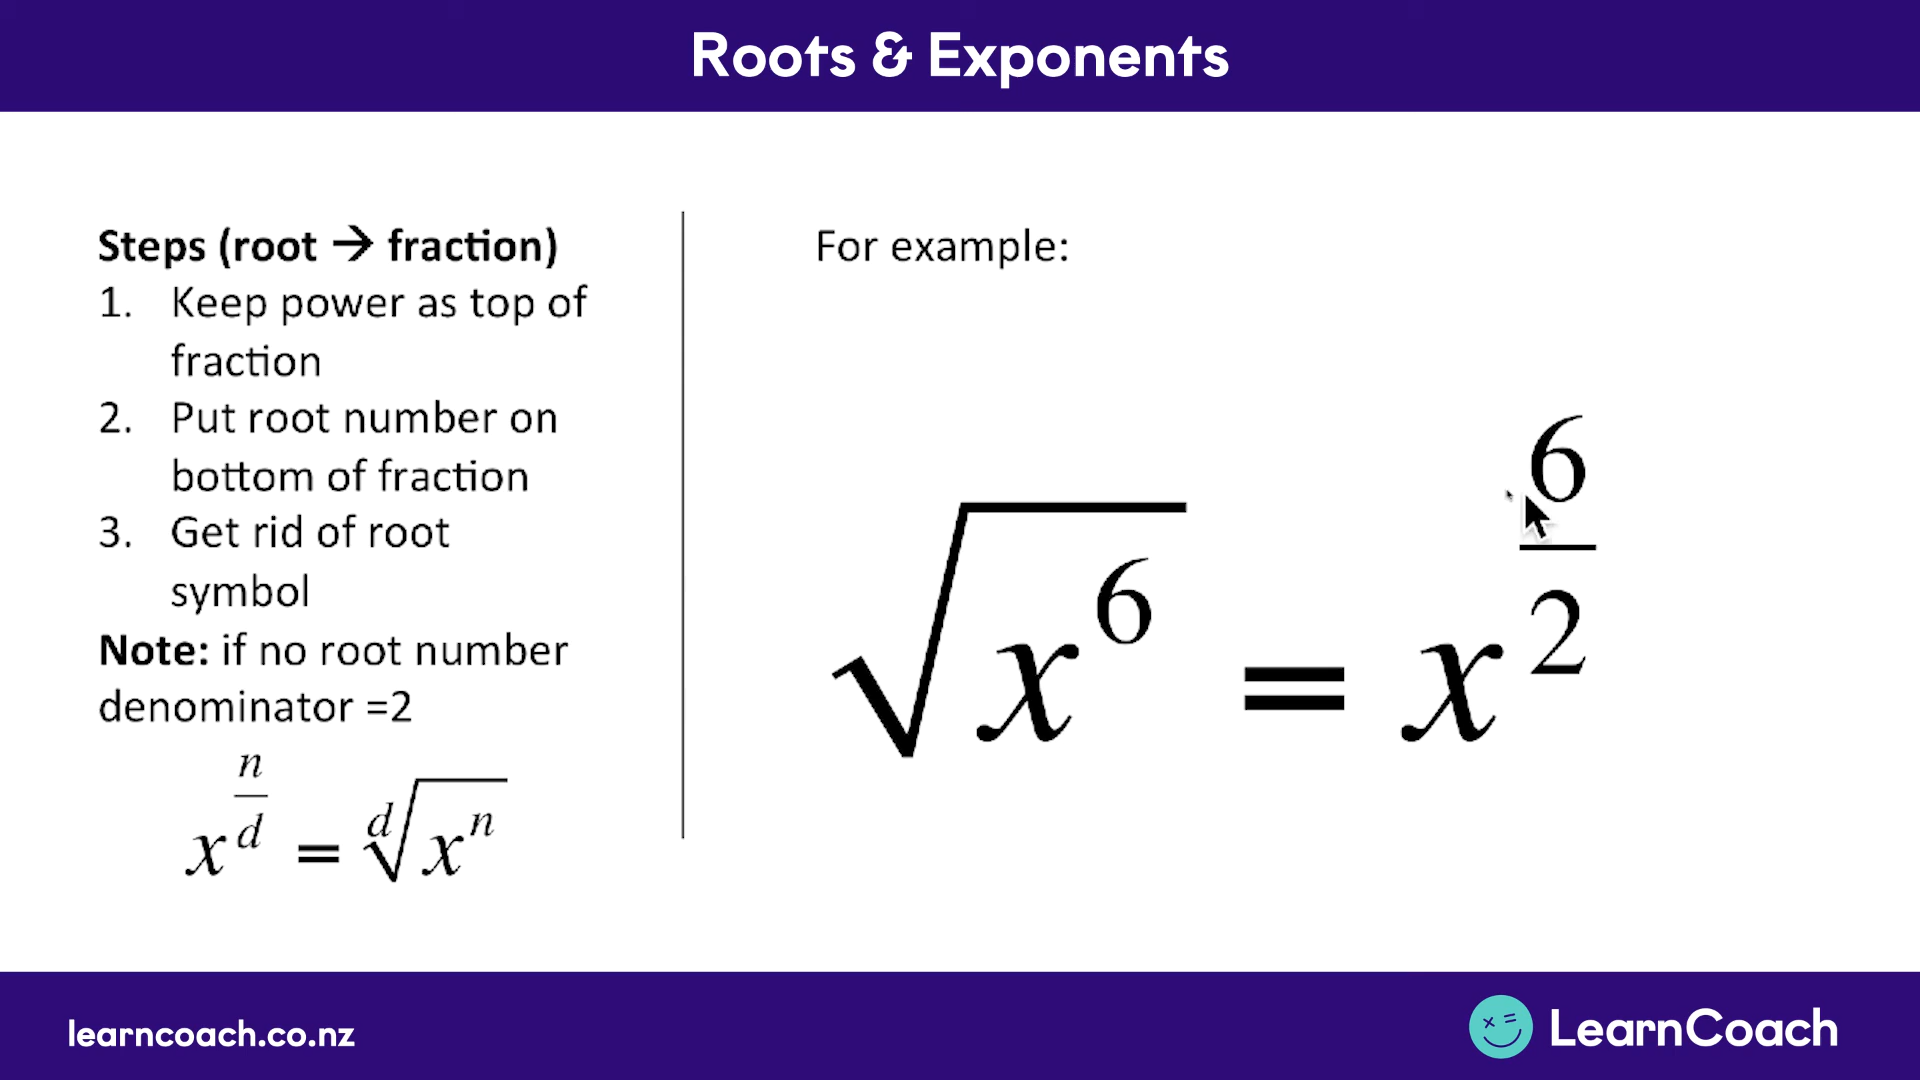 Roots & Exponents
Steps (root → fraction)
1. Keep power as top of
fraction
2. Put root number on
bottom of fraction
3. Get rid of root
symbol
Note: if no root number
denominator =2
x^(n/d) = ᵈ√(xⁿ)
For example:
√(x⁶) = x^(6/2)
learncoach.co.nz
LearnCoach